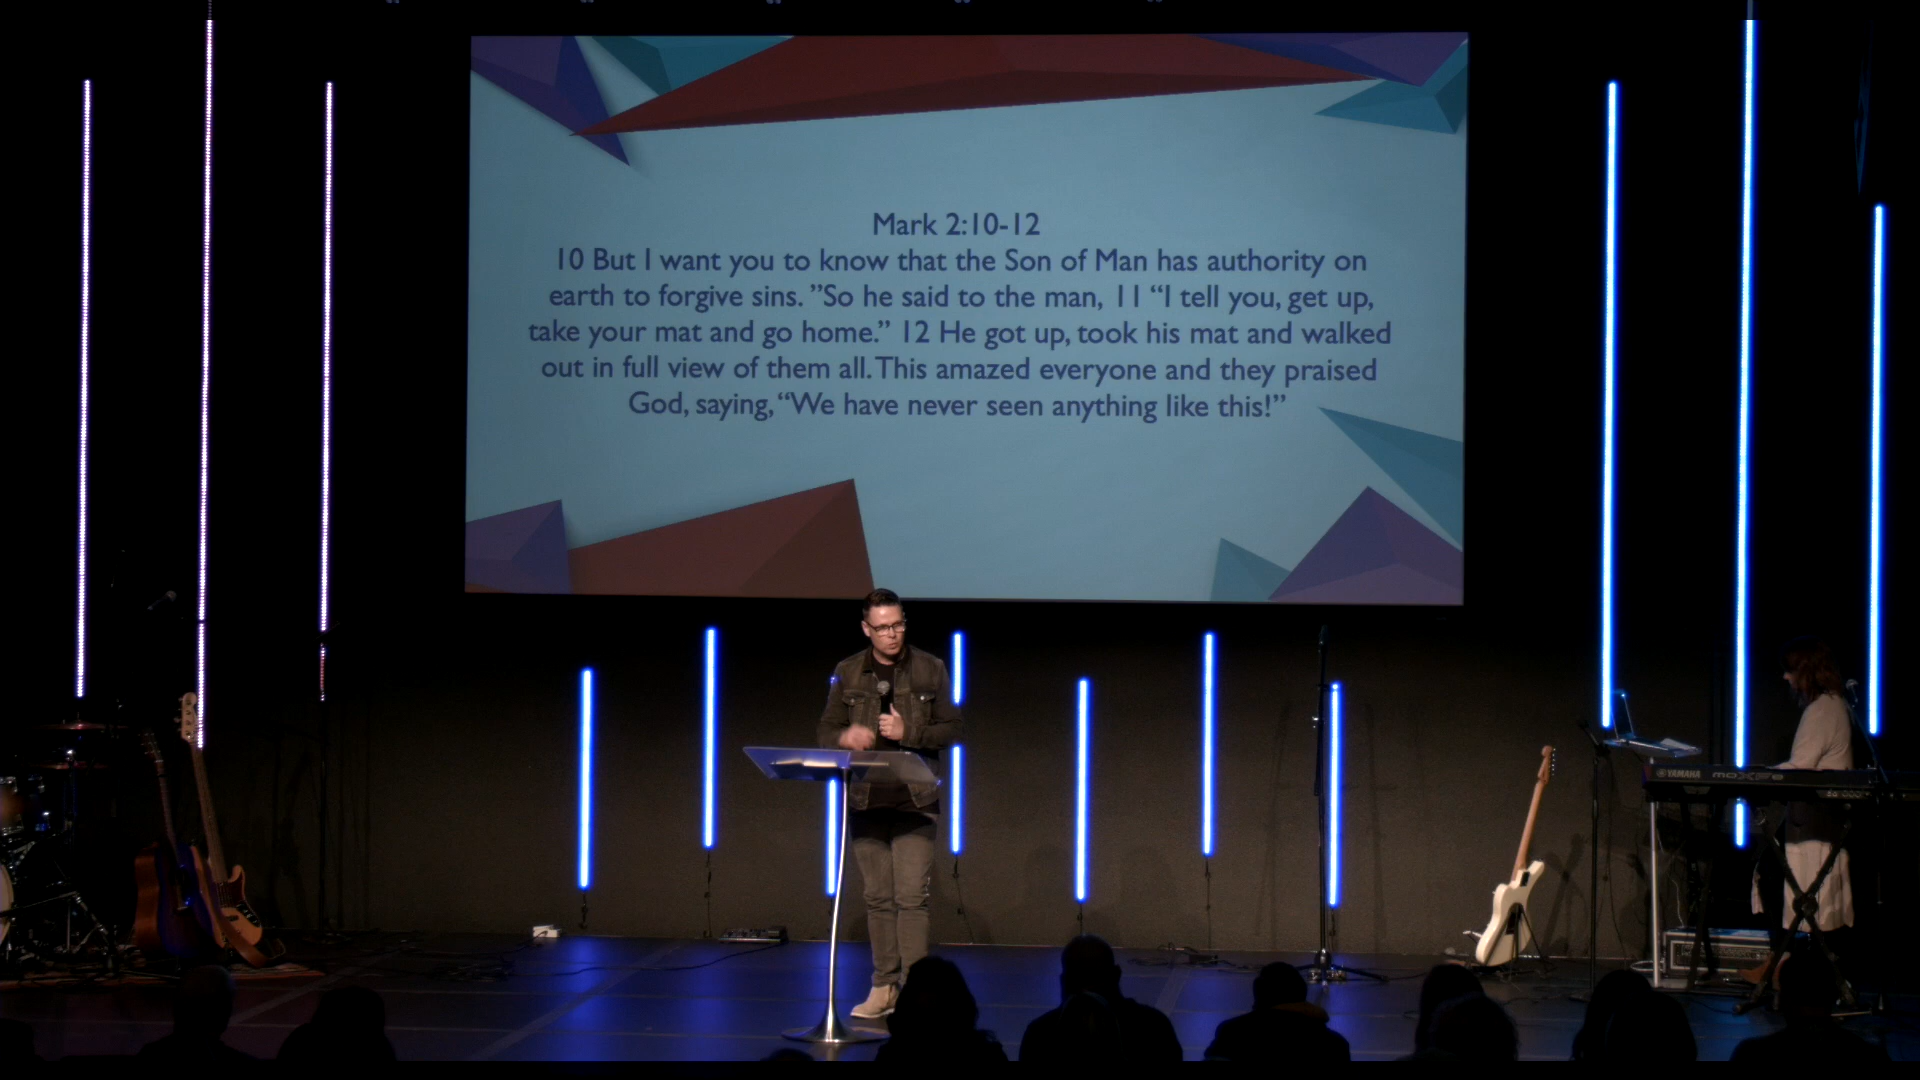 Mark 2:10-12
10 But I want you to know that the Son of Man has authority on
earth to forgive sins. ”So he said to the man, 11 “I tell you, get up,
take your mat and go home.” 12 He got up, took his mat and walked
out in full view of them all. This amazed everyone and they praised
God, saying, “We have never seen anything like this!”
YAMAHA MOXF8